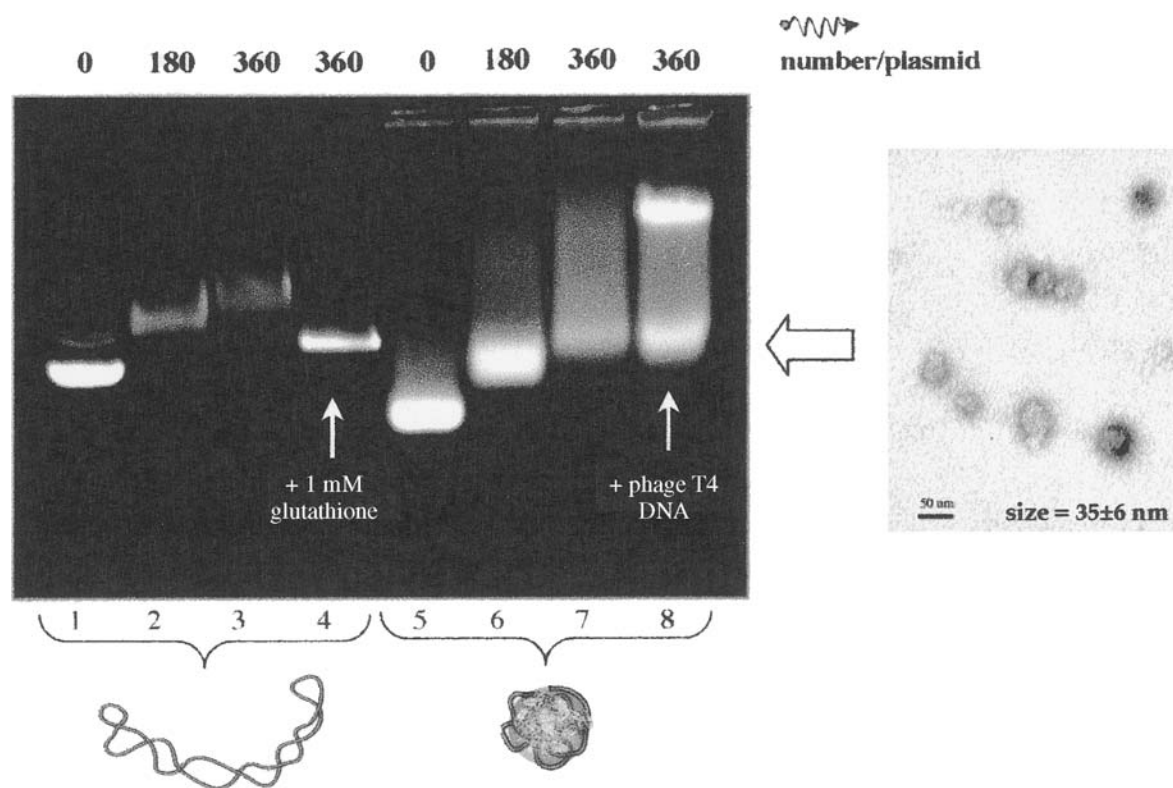 0 180 360 360 0 180 360 360
number/plasmid
+ 1 mM
glutathione
+ phage T4
DNA
50 nm
size = 35±6 nm
1 2 3 4 5 6 7 8